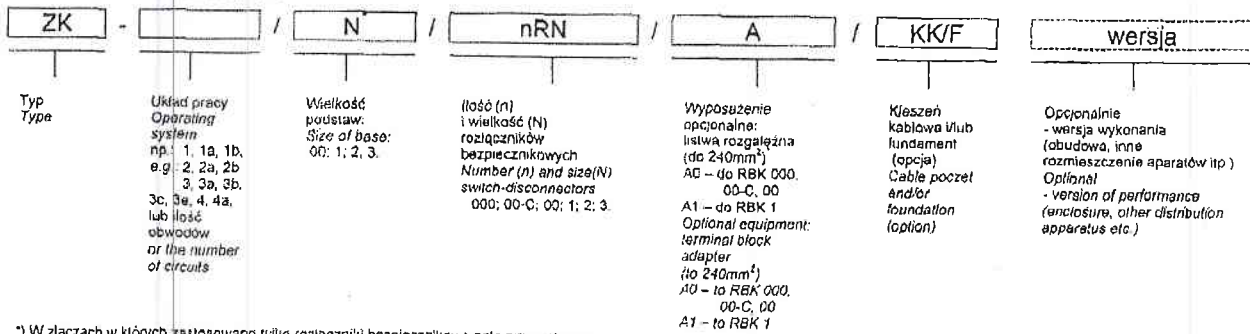 ZK - / N* / nRN / A / KK/F wersja
Typ
Type
Układ pracy
Operating
system
np.: 1, 1a, 1b,
e.g.: 2, 2a, 2b
3, 3a, 3b,
3c, 3e, 4, 4a,
lub ilość
obwodów
or the number
of circuits
Wielkość
podstaw:
Size of base:
00; 1; 2, 3.
Ilość (n)
i wielkość (N)
rozłączników
bezpiecznikowych
Number (n) and size(N)
switch-disconnectors
000; 00-C; 00; 1; 2; 3.
Wyposażenie
opcjonalne:
listwa rozgałęźna
(do 240mm²)
A0 – do RBK 000,
00-C, 00
A1 – do RBK 1
Optional equipment:
terminal block
adapter
(to 240mm²)
A0 – to RBK 000,
00-C, 00
A1 – to RBK 1
Kieszeń
kablowa i/lub
fundament
(opcja)
Cable poczet
and/or
foundation
(option)
Opcjonalnie
- wersja wykonania
(obudowa, inne
rozmieszczenie aparatów itp.)
Optional
- version of performance
(enclosure, other distribution
apparatus etc.)
*) W złączach w których zastosowano tylko rozłączniki